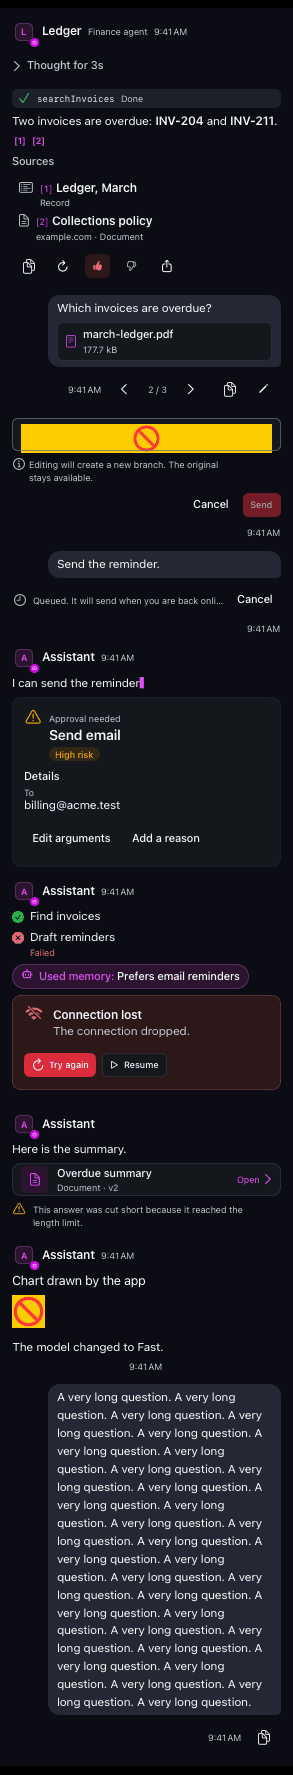 L Ledger Finance agent 9:41 AM
Thought for 3s
searchInvoices Done
Two invoices are overdue: INV-204 and INV-211.
[1] [2]
Sources
[1] Ledger, March
Record
[2] Collections policy
example.com · Document
Which invoices are overdue?
march-ledger.pdf
177.7 kB
9:41 AM 2 / 3
Editing will create a new branch. The original
stays available.
Cancel Send
9:41 AM
Send the reminder.
Queued. It will send when you are back onli... Cancel
9:41 AM
A Assistant 9:41 AM
I can send the reminder
Approval needed
Send email
High risk
Details
To
billing@acme.test
Edit arguments Add a reason
A Assistant 9:41 AM
Find invoices
Draft reminders
Failed
Used memory: Prefers email reminders
Connection lost
The connection dropped.
Try again Resume
A Assistant
Here is the summary.
Overdue summary
Document · v2
Open
This answer was cut short because it reached the
length limit.
A Assistant 9:41 AM
Chart drawn by the app
The model changed to Fast.
9:41 AM
A very long question. A very long
question. A very long question. A very
long question. A very long question. A
very long question. A very long
question. A very long question. A very
long question. A very long question. A
very long question. A very long
question. A very long question. A very
long question. A very long question. A
very long question. A very long
question. A very long question. A very
long question. A very long question. A
very long question. A very long
question. A very long question. A very
long question. A very long question. A
very long question. A very long
question. A very long question. A very
long question. A very long question.
9:41 AM